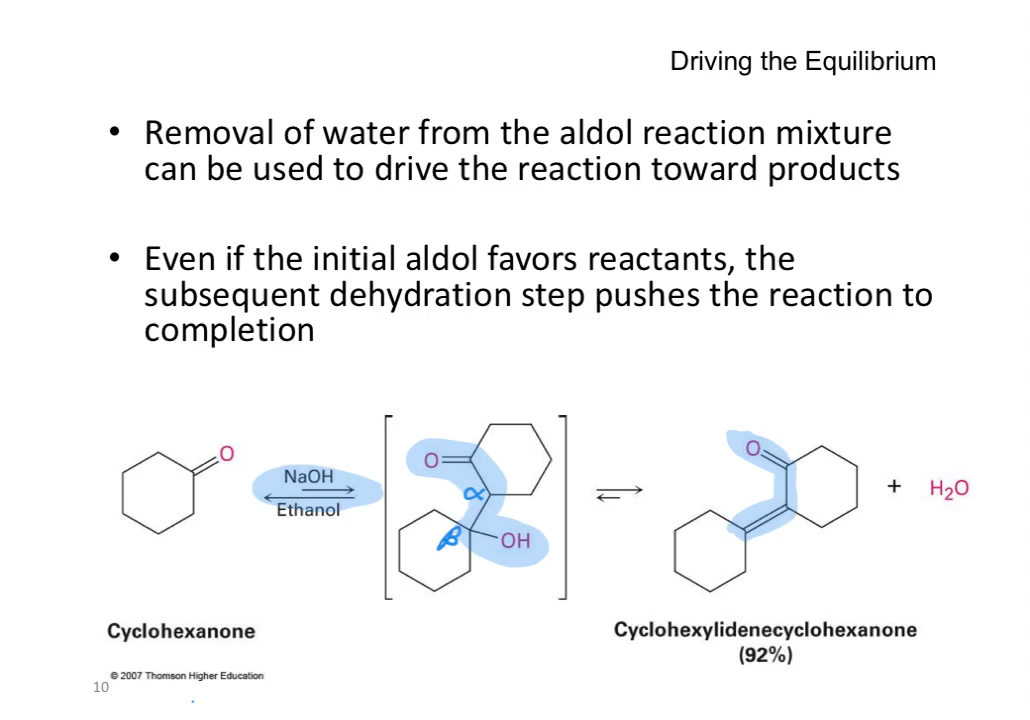 Driving the Equilibrium
• Removal of water from the aldol reaction mixture
can be used to drive the reaction toward products
• Even if the initial aldol favors reactants, the
subsequent dehydration step pushes the reaction to
completion
O
NaOH
Ethanol
O
α
β
OH
O
+ H₂O
Cyclohexanone
Cyclohexylidenecyclohexanone
(92%)
© 2007 Thomson Higher Education
10